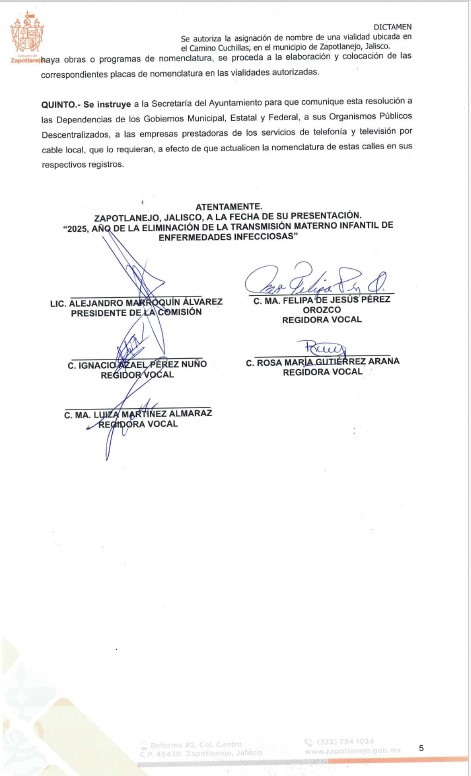 DICTAMEN
Se autoriza la asignación de nombre de una vialidad ubicada en
el Camino Cuchillas, en el municipio de Zapotlanejo, Jalisco.
Zapotlanejo
haya obras o programas de nomenclatura, se proceda a la elaboración y colocación de las
correspondientes placas de nomenclatura en las vialidades autorizadas.
QUINTO.- Se instruye a la Secretaría del Ayuntamiento para que comunique esta resolución a
las Dependencias de los Gobiernos Municipal, Estatal y Federal, a sus Organismos Públicos
Descentralizados, a las empresas prestadoras de los servicios de telefonía y televisión por
cable local, que lo requieran, a efecto de que actualicen la nomenclatura de estas calles en sus
respectivos registros.
ATENTAMENTE.
ZAPOTLANEJO, JALISCO, A LA FECHA DE SU PRESENTACIÓN.
“2025, AÑO DE LA ELIMINACIÓN DE LA TRANSMISIÓN MATERNO INFANTIL DE
ENFERMEDADES INFECCIOSAS”
Ma Felipa
LIC. ALEJANDRO MARROQUÍN ÁLVAREZ
PRESIDENTE DE LA COMISIÓN
C. MA. FELIPA DE JESÚS PÉREZ
OROZCO
REGIDORA VOCAL
C. IGNACIO AZAEL PÉREZ NUÑO
REGIDOR VOCAL
C. ROSA MARÍA GUTIÉRREZ ARANA
REGIDORA VOCAL
C. MA. LUIZA MARTÍNEZ ALMARAZ
REGIDORA VOCAL
Reforma #2, Col. Centro
C.P. 45430 Zapotlanejo, Jalisco
(373) 734 1024
www.zapotlanejo.gob.mx
5